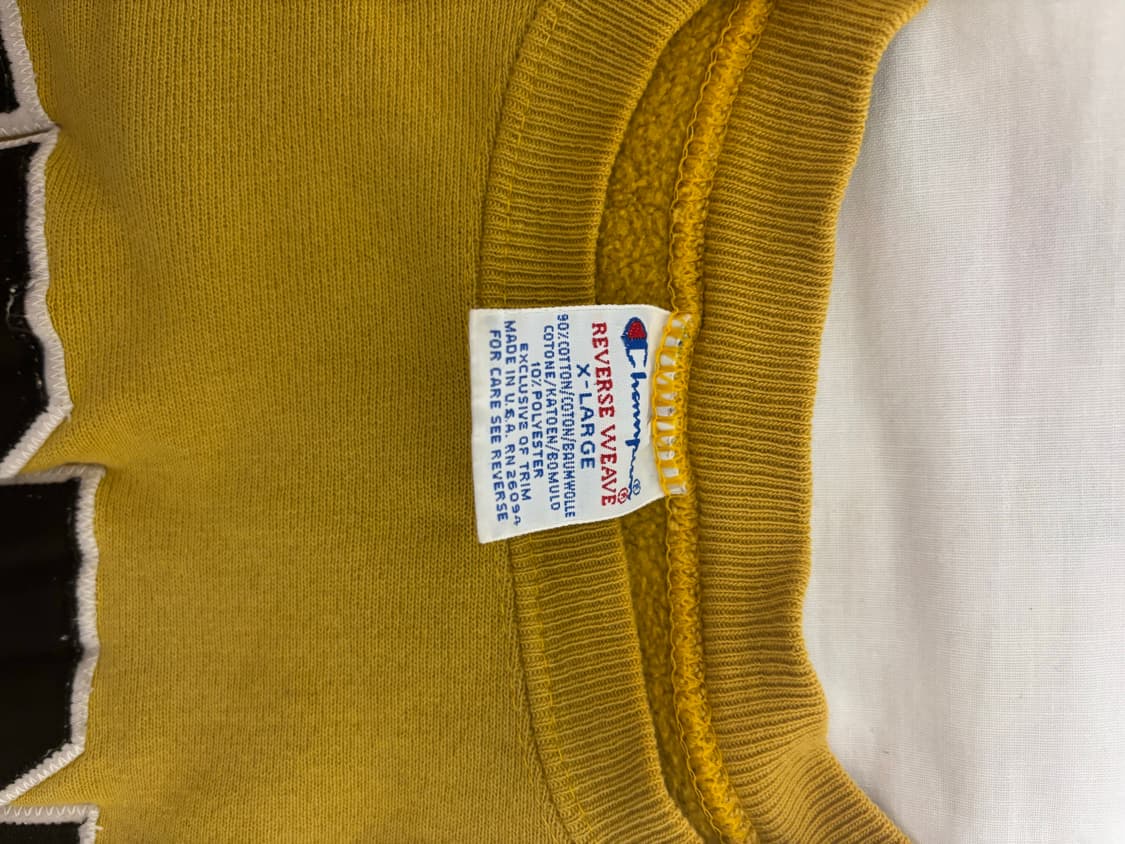 Champion®
REVERSE WEAVE®
X-LARGE
90% COTTON/COTON/BAUMWOLLE
COTONE/KATOEN/BOMULD
10% POLYESTER
EXCLUSIVE OF TRIM
MADE IN U.S.A. RN 26094
FOR CARE SEE REVERSE